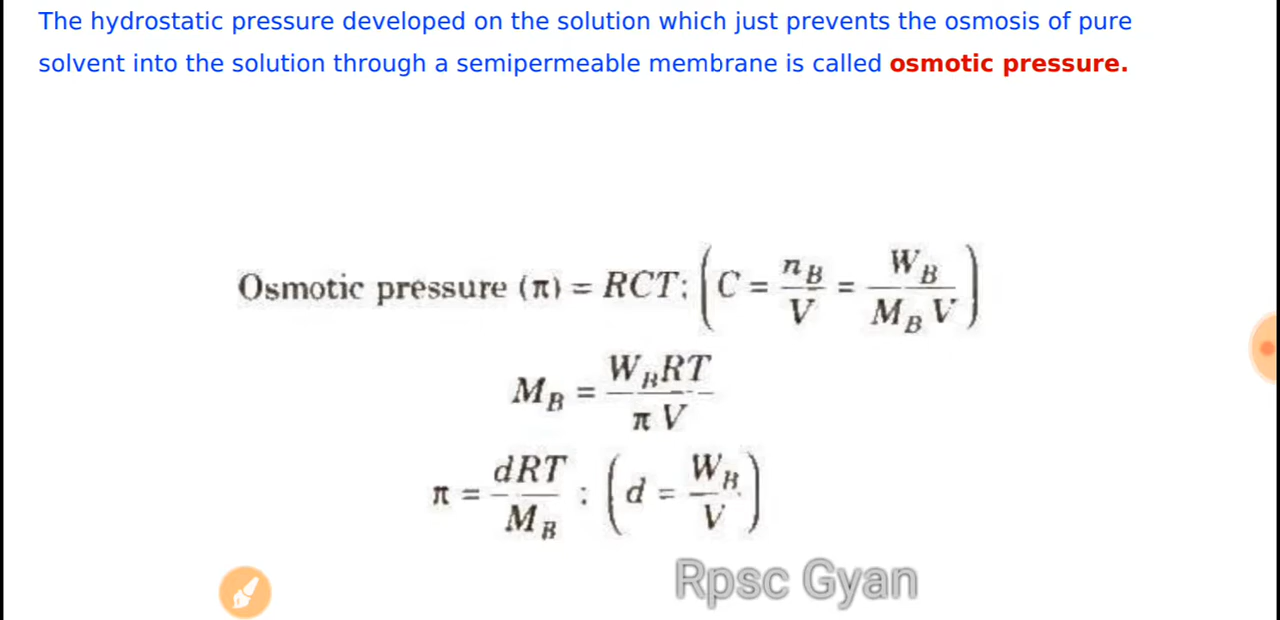 The hydrostatic pressure developed on the solution which just prevents the osmosis of pure
solvent into the solution through a semipermeable membrane is called osmotic pressure.
Osmotic pressure (π) = RCT: (C = n_B/V = W_B/(M_B V))
M_B = W_B RT/(π V)
π = dRT/M_B : (d = W_B/V)
Rpsc Gyan